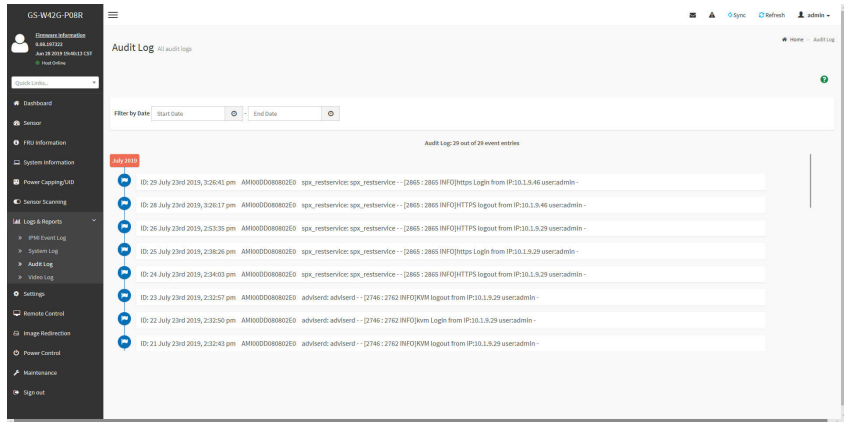 GS-W42G-P08R
Sync
Refresh
admin
Firmware Information
0.08.197322
Jun 28 2019 19:40:13 CST
Host Online
Audit Log All audit logs
Home - Audit Log
Quick Links...
Dashboard
Sensor
FRU Information
System Information
Power Capping/UID
Sensor Scanning
Logs & Reports
IPMI Event Log
System Log
Audit Log
Video Log
Settings
Remote Control
Image Redirection
Power Control
Maintenance
Sign out
Filter by Date Start Date - End Date
Audit Log: 29 out of 29 event entries
July 2019
ID: 29 July 23rd 2019, 3:26:41 pm AMI00DD080802E0 spx_restservice: spx_restservice - - [2865 : 2865 INFO]https Login from IP:10.1.9.46 user:admin -
ID: 28 July 23rd 2019, 3:26:17 pm AMI00DD080802E0 spx_restservice: spx_restservice - - [2865 : 2865 INFO]HTTPS logout from IP:10.1.9.46 user:admin -
ID: 26 July 23rd 2019, 2:53:35 pm AMI00DD080802E0 spx_restservice: spx_restservice - - [2865 : 2865 INFO]HTTPS logout from IP:10.1.9.29 user:admin -
ID: 25 July 23rd 2019, 2:38:26 pm AMI00DD080802E0 spx_restservice: spx_restservice - - [2865 : 2865 INFO]https Login from IP:10.1.9.29 user:admin -
ID: 24 July 23rd 2019, 2:34:03 pm AMI00DD080802E0 spx_restservice: spx_restservice - - [2865 : 2865 INFO]HTTPS logout from IP:10.1.9.29 user:admin -
ID: 23 July 23rd 2019, 2:32:57 pm AMI00DD080802E0 adviserd: adviserd - - [2746 : 2762 INFO]KVM logout from IP:10.1.9.29 user:admin -
ID: 22 July 23rd 2019, 2:32:50 pm AMI00DD080802E0 adviserd: adviserd - - [2746 : 2762 INFO]kvm Login from IP:10.1.9.29 user:admin -
ID: 21 July 23rd 2019, 2:32:43 pm AMI00DD080802E0 adviserd: adviserd - - [2746 : 2762 INFO]KVM logout from IP:10.1.9.29 user:admin -